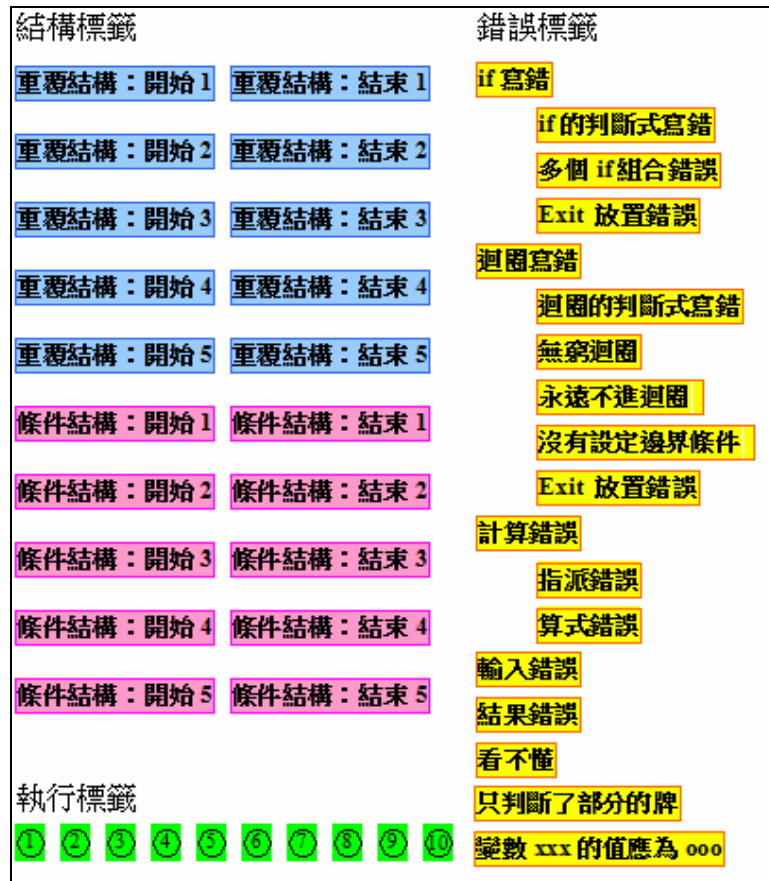 結構標籤
重覆結構：開始 1 重覆結構：結束 1
重覆結構：開始 2 重覆結構：結束 2
重覆結構：開始 3 重覆結構：結束 3
重覆結構：開始 4 重覆結構：結束 4
重覆結構：開始 5 重覆結構：結束 5
條件結構：開始 1 條件結構：結束 1
條件結構：開始 2 條件結構：結束 2
條件結構：開始 3 條件結構：結束 3
條件結構：開始 4 條件結構：結束 4
條件結構：開始 5 條件結構：結束 5
執行標籤
① ② ③ ④ ⑤ ⑥ ⑦ ⑧ ⑨ ⑩
錯誤標籤
if 寫錯
if 的判斷式寫錯
多個 if 組合錯誤
Exit 放置錯誤
迴圈寫錯
迴圈的判斷式寫錯
無窮迴圈
永遠不進迴圈
沒有設定邊界條件
Exit 放置錯誤
計算錯誤
指派錯誤
算式錯誤
輸入錯誤
結果錯誤
看不懂
只判斷了部分的牌
變數 xxx 的值應為 ooo